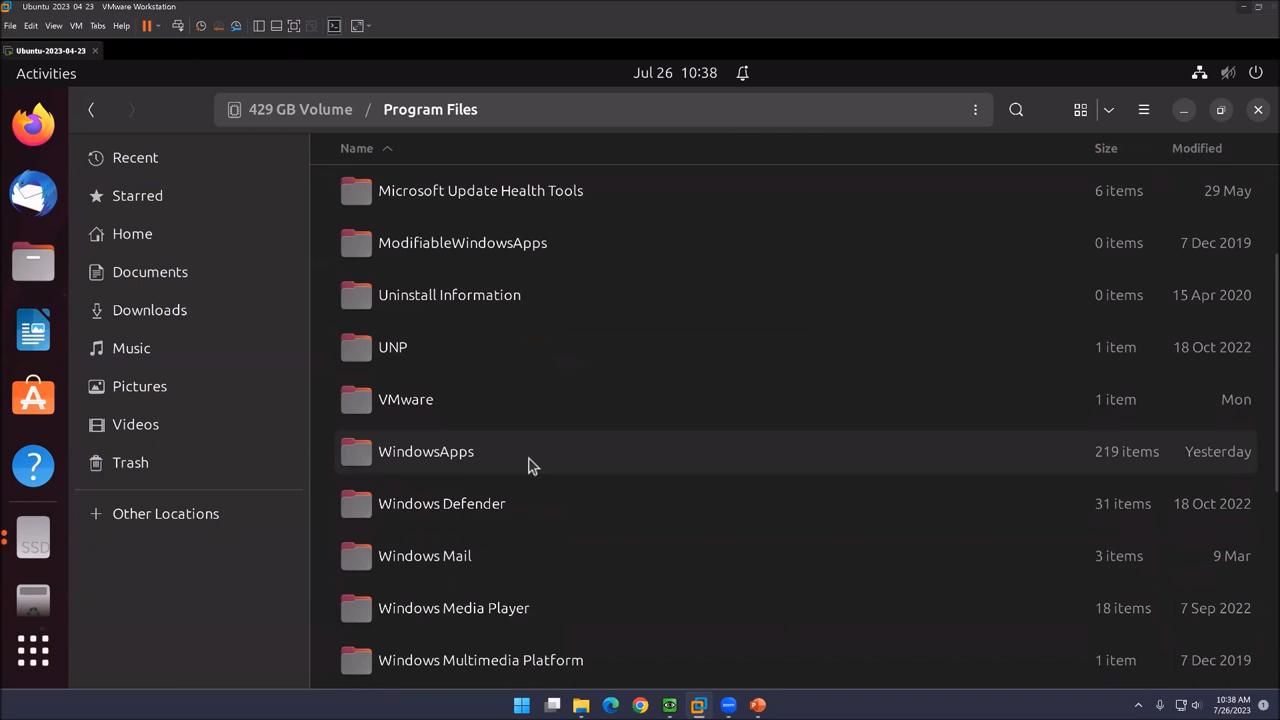 Ubuntu 2023 04 23 VMware Workstation
File Edit View VM Tabs Help
Ubuntu-2023-04-23
Activities
Jul 26 10:38
429 GB Volume / Program Files
Name Size Modified
Recent
Starred
Home
Documents
Downloads
Music
Pictures
Videos
Trash
Other Locations
Microsoft Update Health Tools 6 items 29 May
ModifiableWindowsApps 0 items 7 Dec 2019
Uninstall Information 0 items 15 Apr 2020
UNP 1 item 18 Oct 2022
VMware 1 item Mon
WindowsApps 219 items Yesterday
Windows Defender 31 items 18 Oct 2022
Windows Mail 3 items 9 Mar
Windows Media Player 18 items 7 Sep 2022
Windows Multimedia Platform 1 item 7 Dec 2019
SSD
10:38 AM
7/26/2023